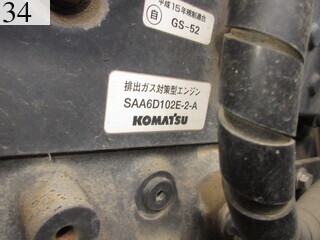 34
平成15年規制適合
自 GS-52
排出ガス対策型エンジン
SAA6D102E-2-A
KOMATSU